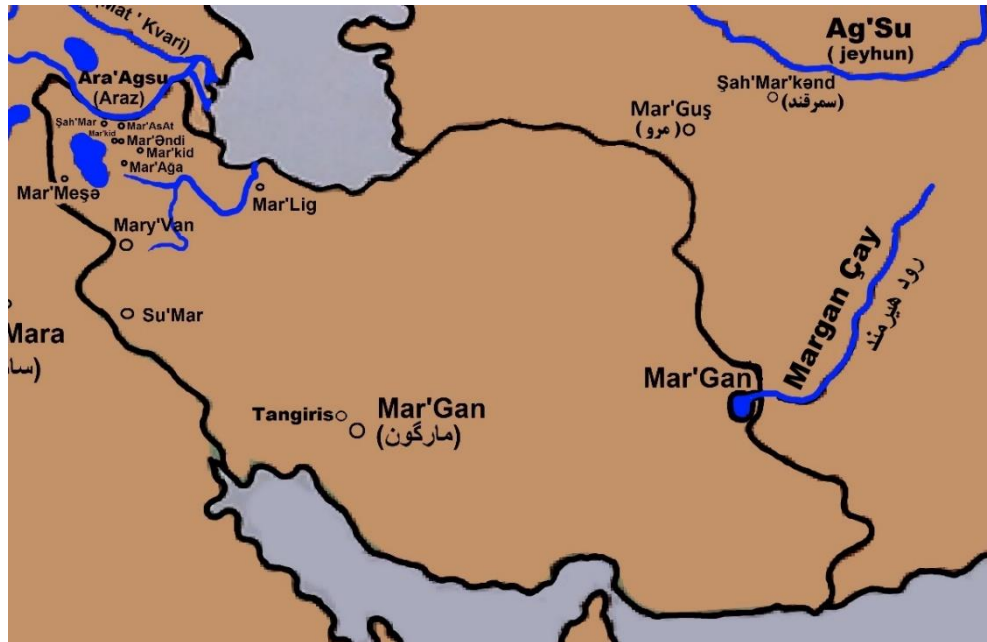 (Mat ' Kvari)
Ara'Agsu
(Araz)
Şah'Mar
Mar'AsAt
Mar'kid
Mar'Əndi
Mar'kid
Mar'Ağa
Mar'Meşə
Mar'Lig
Mary'Van
Su'Mar
Mara
Tangiris
Mar'Gan
(مارگون)
Ag'Su
( jeyhun )
Şah'Mar'kənd
(سمرقند)
Mar'Guş
( مرو )
Margan Çay
رود هیرمند
Mar'Gan